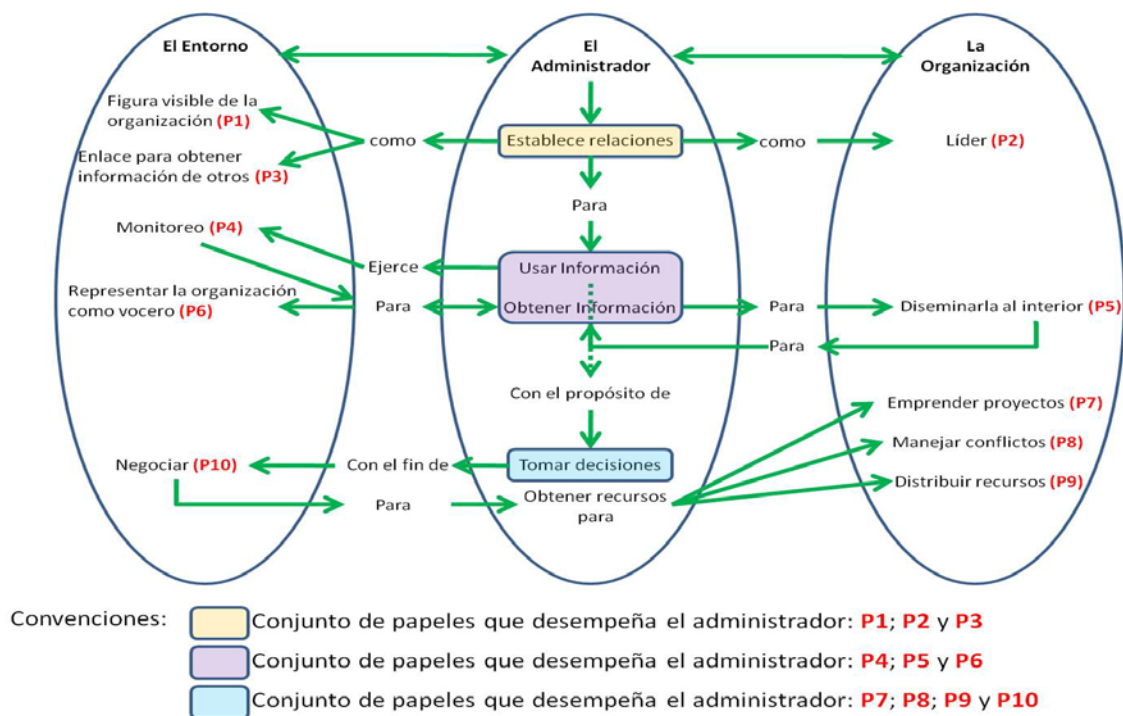 El Entorno
El
Administrador
La
Organización
Figura visible de la
organización (P1)
como
Establece relaciones
como
Líder (P2)
Enlace para obtener
información de otros (P3)
Para
Monitoreo (P4)
Ejerce
Usar Información
Representar la organización
como vocero (P6)
Para
Obtener Información
Para
Diseminarla al interior (P5)
Para
Con el propósito de
Emprender proyectos (P7)
Manejar conflictos (P8)
Negociar (P10)
Con el fin de
Tomar decisiones
Distribuir recursos (P9)
Para
Obtener recursos
para
Convenciones:
Conjunto de papeles que desempeña el administrador: P1; P2 y P3
Conjunto de papeles que desempeña el administrador: P4; P5 y P6
Conjunto de papeles que desempeña el administrador: P7; P8; P9 y P10